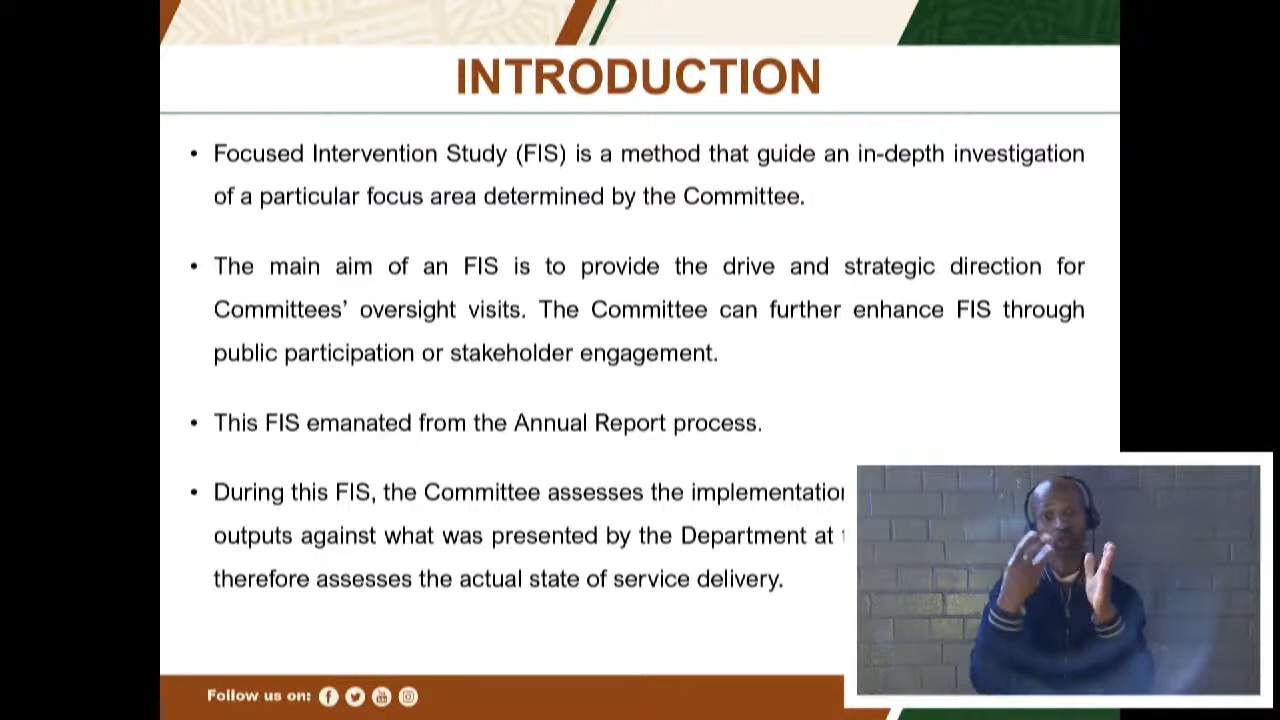 INTRODUCTION
• Focused Intervention Study (FIS) is a method that guide an in-depth investigation
of a particular focus area determined by the Committee.
• The main aim of an FIS is to provide the drive and strategic direction for
Committees’ oversight visits. The Committee can further enhance FIS through
public participation or stakeholder engagement.
• This FIS emanated from the Annual Report process.
• During this FIS, the Committee assesses the implementation
outputs against what was presented by the Department at
therefore assesses the actual state of service delivery.
Follow us on: